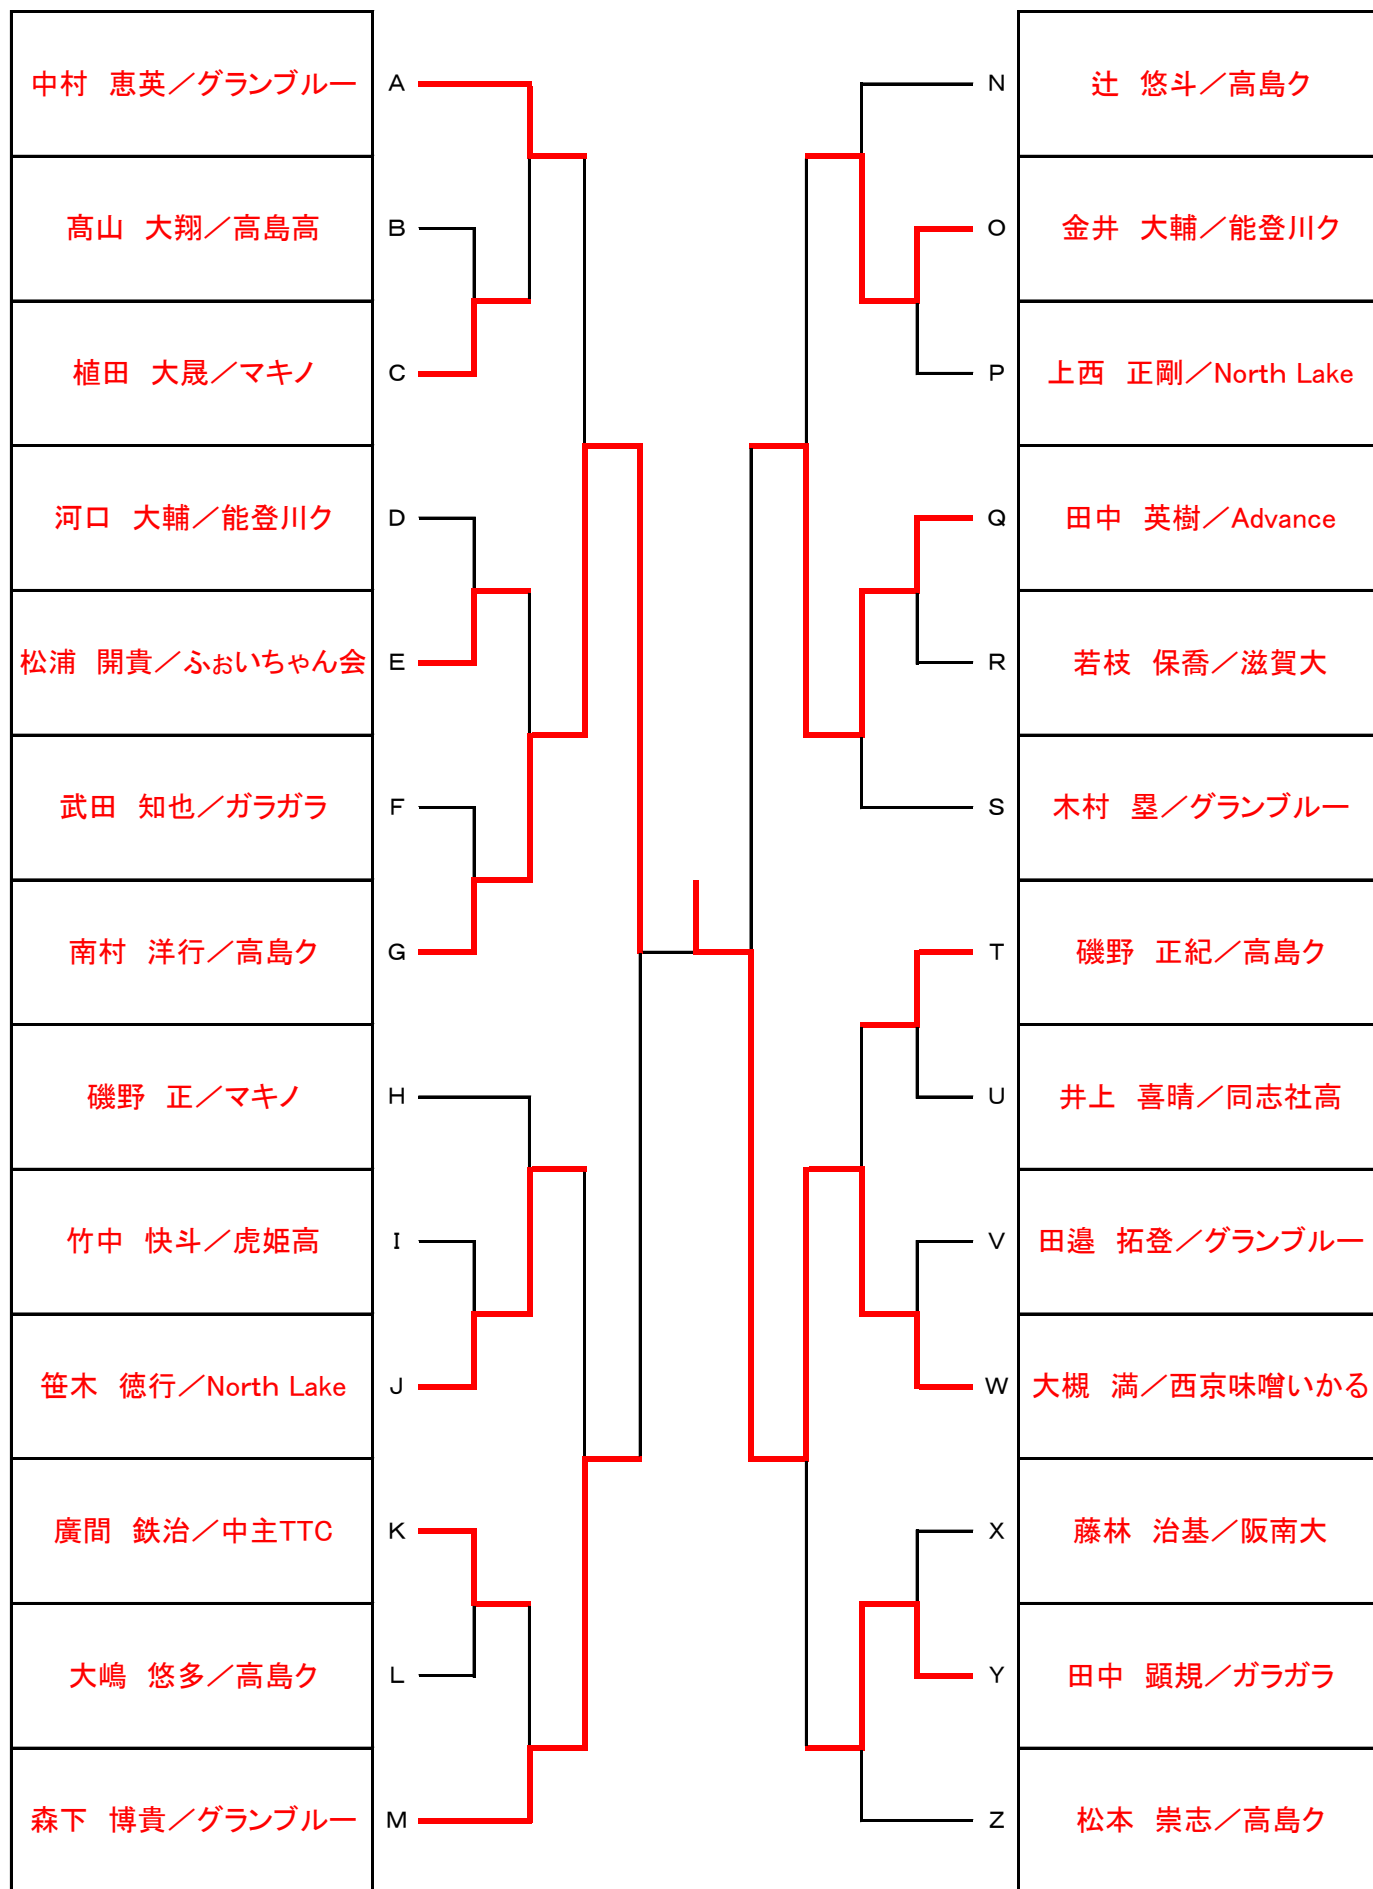 中村　恵英／グランブルー A
髙山　大翔／高島高 B
植田　大晟／マキノ C
河口　大輔／能登川ク D
松浦　開貴／ふぉいちゃん会 E
武田　知也／ガラガラ F
南村　洋行／高島ク G
磯野　正／マキノ H
竹中　快斗／虎姫高 I
笹木　徳行／North Lake J
廣間　鉄治／中主TTC K
大嶋　悠多／高島ク L
森下　博貴／グランブルー M
N 辻　悠斗／高島ク
O 金井　大輔／能登川ク
P 上西　正剛／North Lake
Q 田中　英樹／Advance
R 若枝　保喬／滋賀大
S 木村　塁／グランブルー
T 磯野　正紀／高島ク
U 井上　喜晴／同志社高
V 田邉　拓登／グランブルー
W 大槻　満／西京味噌いかる
X 藤林　治基／阪南大
Y 田中　顕規／ガラガラ
Z 松本　崇志／高島ク